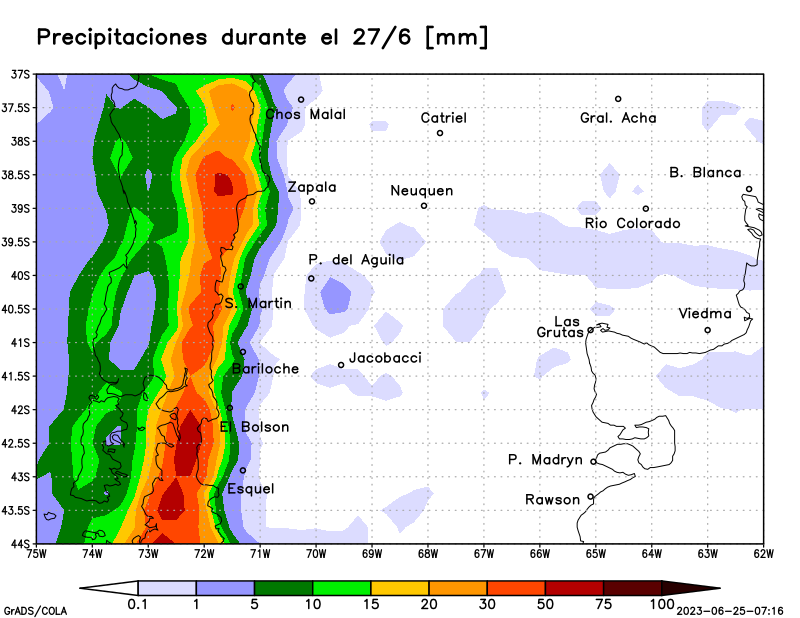 Precipitaciones durante el 27/6 [mm]
37S
37.5S
38S
38.5S
39S
39.5S
40S
40.5S
41S
41.5S
42S
42.5S
43S
43.5S
44S
Chos Malal
Catriel
Gral. Acha
B. Blanca
Zapala
Neuquen
Rio Colorado
P. del Aguila
S. Martin
Viedma
Las
Grutas
Jacobacci
Bariloche
El Bolson
P. Madryn
Esquel
Rawson
75W 74W 73W 72W 71W 70W 69W 68W 67W 66W 65W 64W 63W 62W
0.1 1 5 10 15 20 30 50 75 100
GrADS/COLA 2023-06-25-07:16